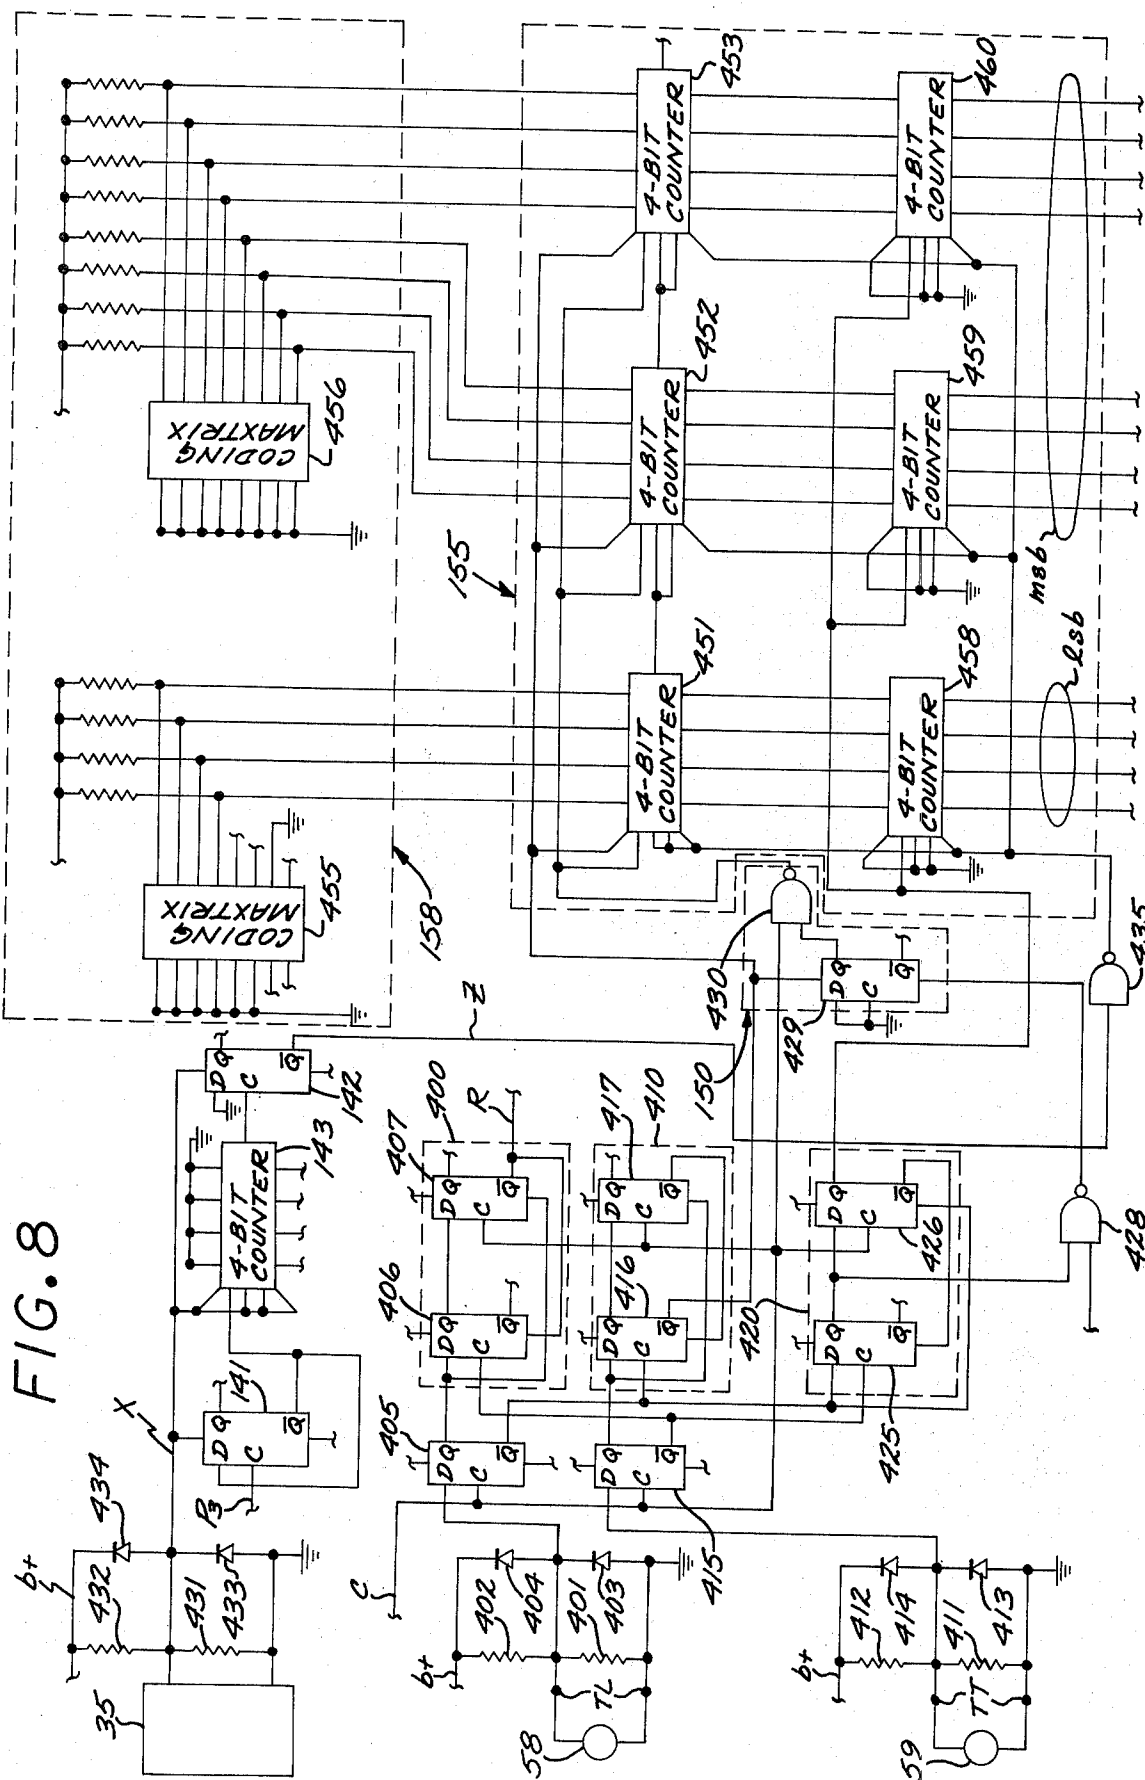 FIG. 8
35
b+
432
434
431
433
X
P3
D Q
C
Q̅
141
4-BIT
COUNTER
143
D Q
C
Q̅
142
Z
CODING
MAXTRIX
455
158
CODING
MAXTRIX
456
C
b+
402
404
401
403
TL
58
D Q
C
Q̅
405
D Q
C
Q̅
406
D Q
C
Q̅
407
400
R
D Q
C
Q̅
415
D Q
C
Q̅
416
D Q
C
Q̅
417
410
b+
412
414
411
413
TT
59
420
D Q
C
Q̅
425
D Q
C
Q̅
426
428
150
430
D Q
C
Q̅
429
435
155
4-BIT
COUNTER
451
4-BIT
COUNTER
452
4-BIT
COUNTER
453
4-BIT
COUNTER
458
4-BIT
COUNTER
459
4-BIT
COUNTER
460
lsb
msb